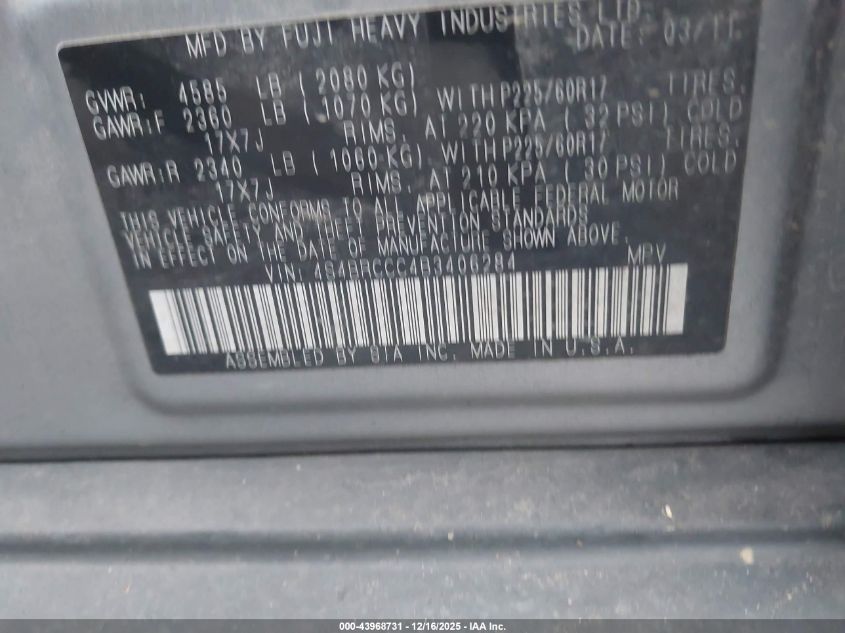 MFD BY FUJI HEAVY INDUSTRIES LTD.
DATE: 03/11
GVWR: 4585 LB ( 2080 KG)
GAWR:F 2360 LB ( 1070 KG) WITH P225/60R17 TIRES.
17X7J RIMS. AT 220 KPA ( 32 PSI) COLD
GAWR:R 2340 LB ( 1060 KG) WITH P225/60R17 TIRES.
17X7J RIMS. AT 210 KPA ( 30 PSI) COLD
THIS VEHICLE CONFORMS TO ALL APPLICABLE FEDERAL MOTOR
VEHICLE SAFETY AND THEFT PREVENTION STANDARDS
IN EFFECT ON THE DATE OF MANUFACTURE SHOWN ABOVE.
VIN: 4S4BRCCC4B3406284 MPV
ASSEMBLED BY SIA INC. MADE IN U.S.A.
000-43968731 - 12/16/2025 - IAA Inc.